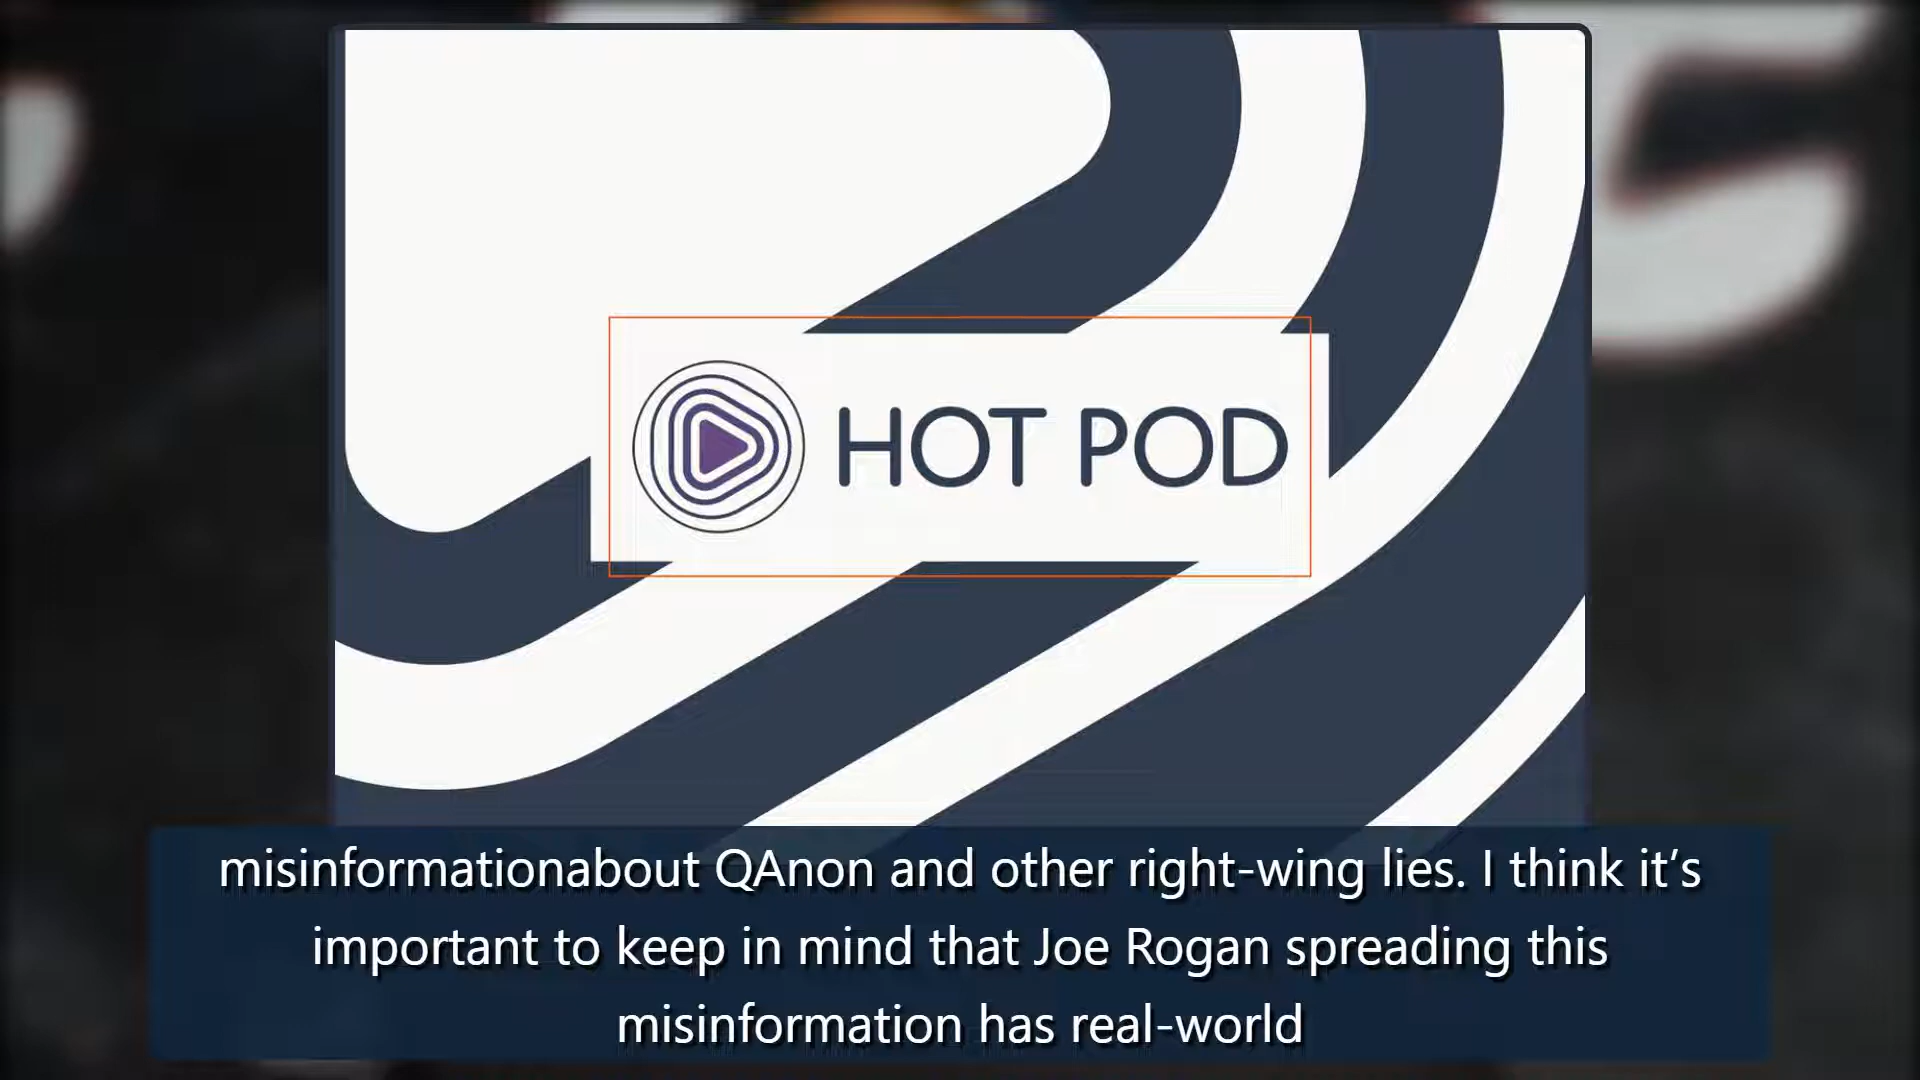 HOT POD
misinformationabout QAnon and other right-wing lies. I think it’s
important to keep in mind that Joe Rogan spreading this
misinformation has real-world